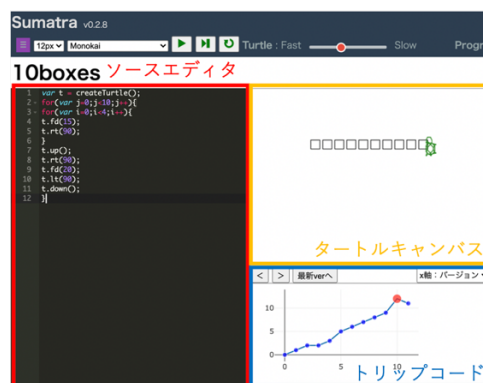 Sumatra v0.2.8
12px Monokai Turtle : Fast Slow Progr
10boxes ソースエディタ
1 var t = createTurtle();
2 for(var j=0;j<10;j++){
3 for(var i=0;i<4;i++){
4 t.fd(15);
5 t.rt(90);
6 }
7 t.up();
8 t.rt(90);
9 t.fd(20);
10 t.lt(90);
11 t.down();
12 }
タートルキャンバス
< > 最新verへ x軸：バージョン
10
5
0
0 5 10
トリップコード